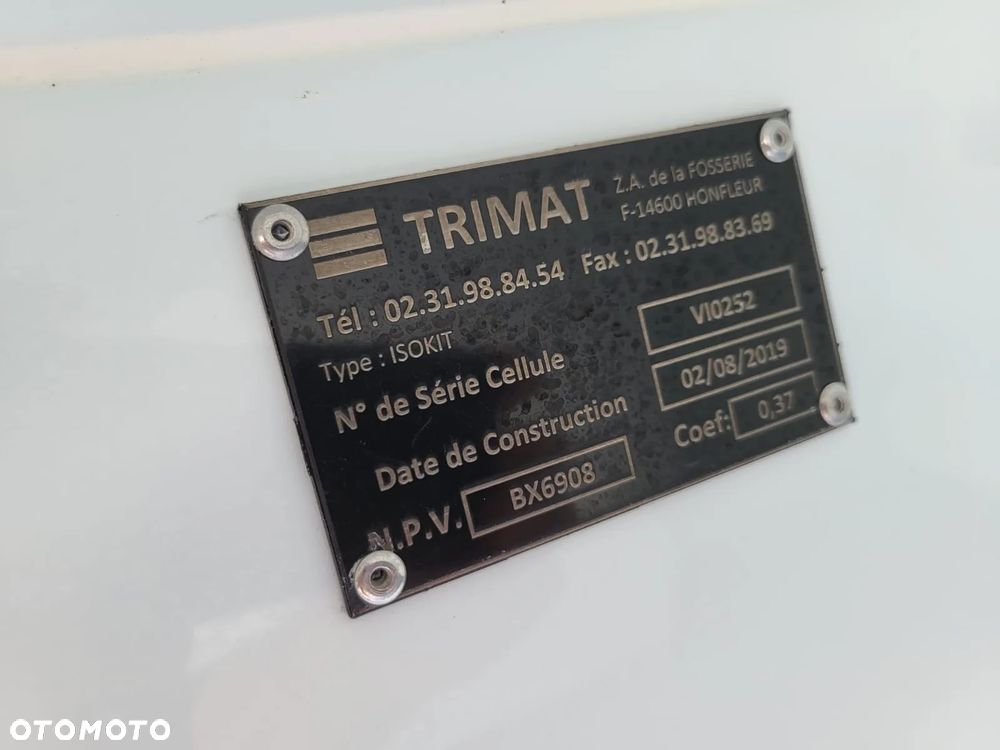 TRIMAT
Z.A. de la FOSSERIE
F-14600 HONFLEUR
Tél : 02.31.98.84.54 Fax : 02.31.98.83.69
Type : ISOKIT
N° de Série Cellule VI0252
Date de Construction 02/08/2019
N.P.V. BX6908 Coef: 0,37
OTOMOTO